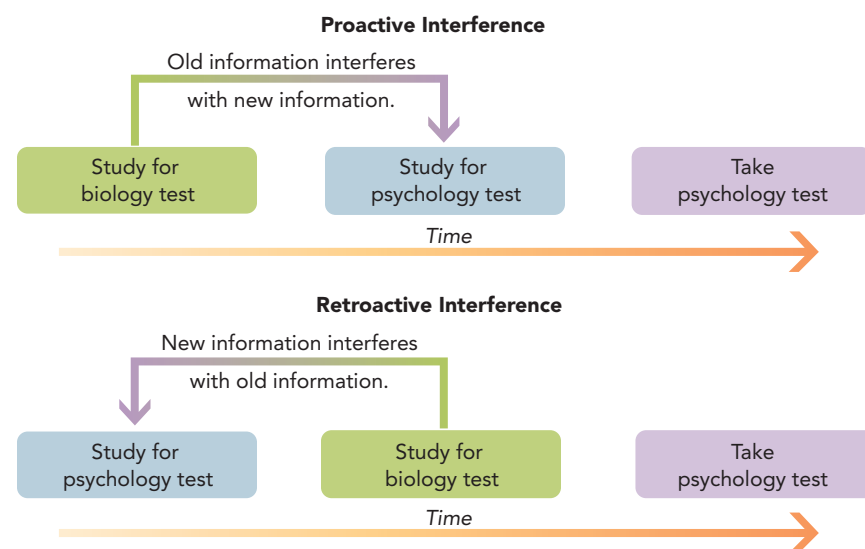 Proactive Interference
Old information interferes
with new information.
Study for
biology test
Study for
psychology test
Take
psychology test
Time
Retroactive Interference
New information interferes
with old information.
Study for
psychology test
Study for
biology test
Take
psychology test
Time